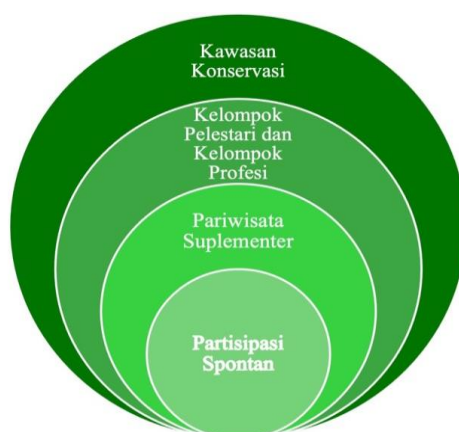 Kawasan
Konservasi
Kelompok
Pelestari dan
Kelompok
Profesi
Pariwisata
Suplementer
Partisipasi
Spontan